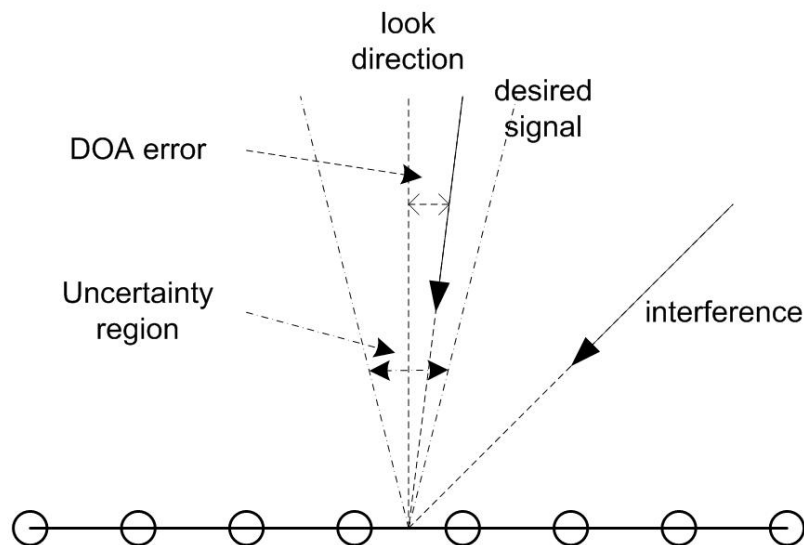 look
direction
desired
signal
DOA error
Uncertainty
region
interference